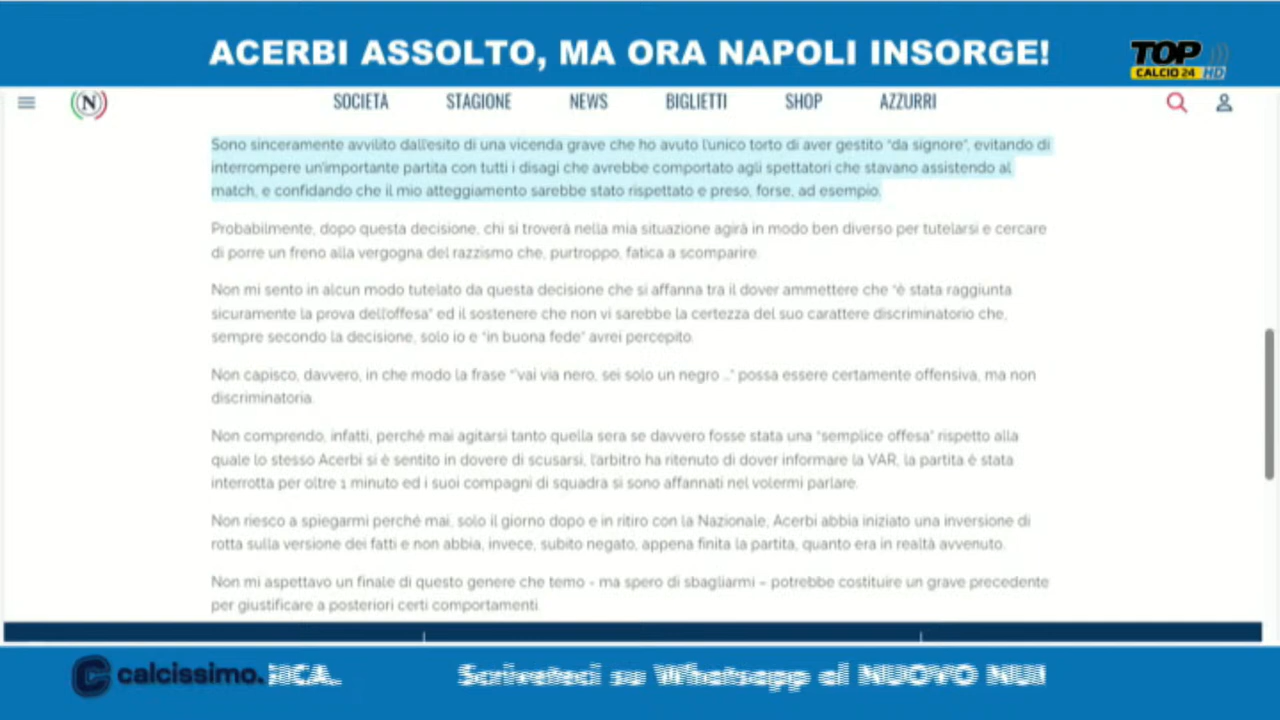 ACERBI ASSOLTO, MA ORA NAPOLI INSORGE!
TOP
CALCIO 24 HD
N
SOCIETÀ STAGIONE NEWS BIGLIETTI SHOP AZZURRI
Sono sinceramente avvilito dall'esito di una vicenda grave che ho avuto l'unico torto di aver gestito "da signore", evitando di
interrompere un'importante partita con tutti i disagi che avrebbe comportato agli spettatori che stavano assistendo al
match, e confidando che il mio atteggiamento sarebbe stato rispettato e preso, forse, ad esempio.
Probabilmente, dopo questa decisione, chi si troverà nella mia situazione agirà in modo ben diverso per tutelarsi e cercare
di porre un freno alla vergogna del razzismo che, purtroppo, fatica a scomparire.
Non mi sento in alcun modo tutelato da questa decisione che si affanna tra il dover ammettere che "è stata raggiunta
sicuramente la prova dell'offesa" ed il sostenere che non vi sarebbe la certezza del suo carattere discriminatorio che,
sempre secondo la decisione, solo io e "in buona fede" avrei percepito.
Non capisco, davvero, in che modo la frase "'vai via nero, sei solo un negro ..." possa essere certamente offensiva, ma non
discriminatoria.
Non comprendo, infatti, perché mai agitarsi tanto quella sera se davvero fosse stata una "semplice offesa" rispetto alla
quale lo stesso Acerbi si è sentito in dovere di scusarsi, l'arbitro ha ritenuto di dover informare la VAR, la partita è stata
interrotta per oltre 1 minuto ed i suoi compagni di squadra si sono affannati nel volermi parlare.
Non riesco a spiegarmi perché mai, solo il giorno dopo e in ritiro con la Nazionale, Acerbi abbia iniziato una inversione di
rotta sulla versione dei fatti e non abbia, invece, subito negato, appena finita la partita, quanto era in realtà avvenuto.
Non mi aspettavo un finale di questo genere che temo - ma spero di sbagliarmi – potrebbe costituire un grave precedente
per giustificare a posteriori certi comportamenti.
calcissimo. Scriveteci su Whatsapp al NUOVO